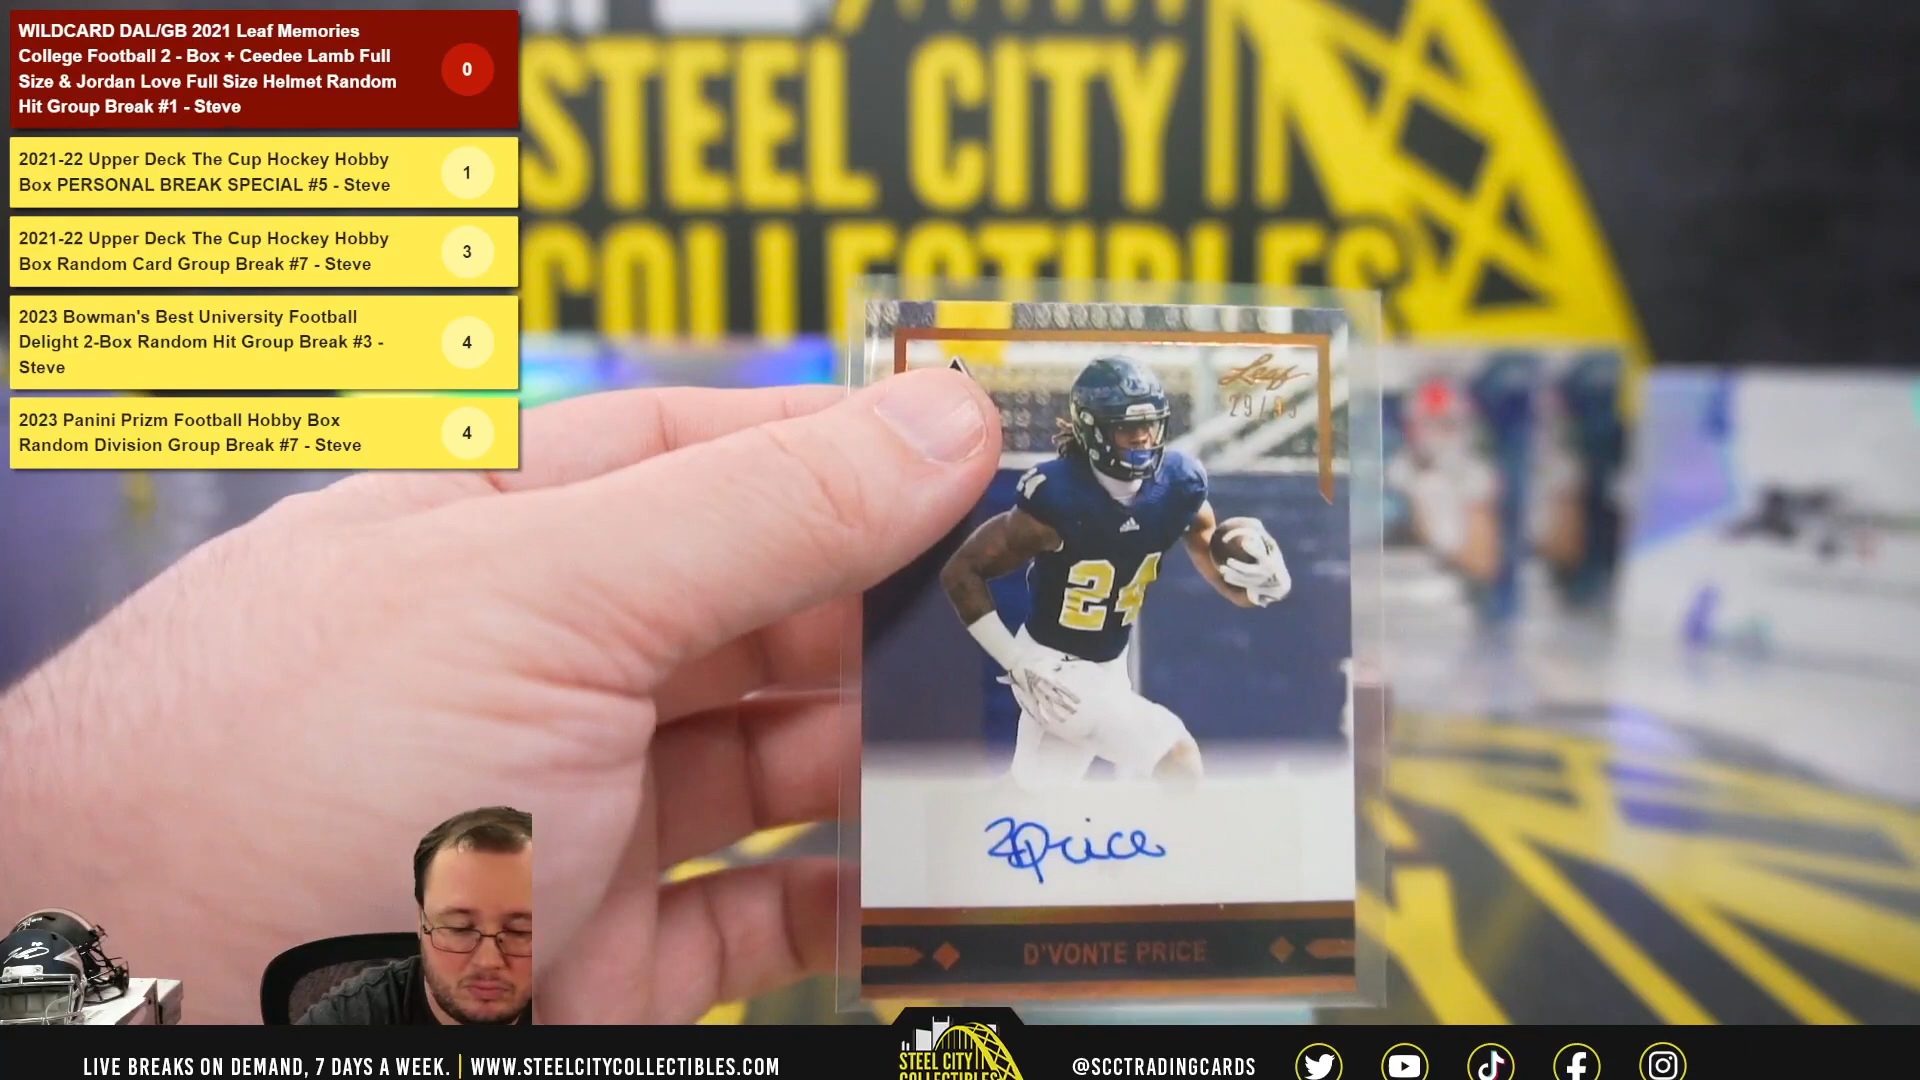 WILDCARD DAL/GB 2021 Leaf Memories
College Football 2 - Box + Ceedee Lamb Full
Size & Jordan Love Full Size Helmet Random
Hit Group Break #1 - Steve
0
2021-22 Upper Deck The Cup Hockey Hobby
Box PERSONAL BREAK SPECIAL #5 - Steve
1
2021-22 Upper Deck The Cup Hockey Hobby
Box Random Card Group Break #7 - Steve
3
2023 Bowman's Best University Football
Delight 2-Box Random Hit Group Break #3 -
Steve
4
2023 Panini Prizm Football Hobby Box
Random Division Group Break #7 - Steve
4
STEEL CITY
COLLECTIBLES
Leaf
24
24
Price
D'VONTE PRICE
LIVE BREAKS ON DEMAND, 7 DAYS A WEEK. | WWW.STEELCITYCOLLECTIBLES.COM
STEEL CITY
COLLECTIBLES
@SCCTRADINGCARDS